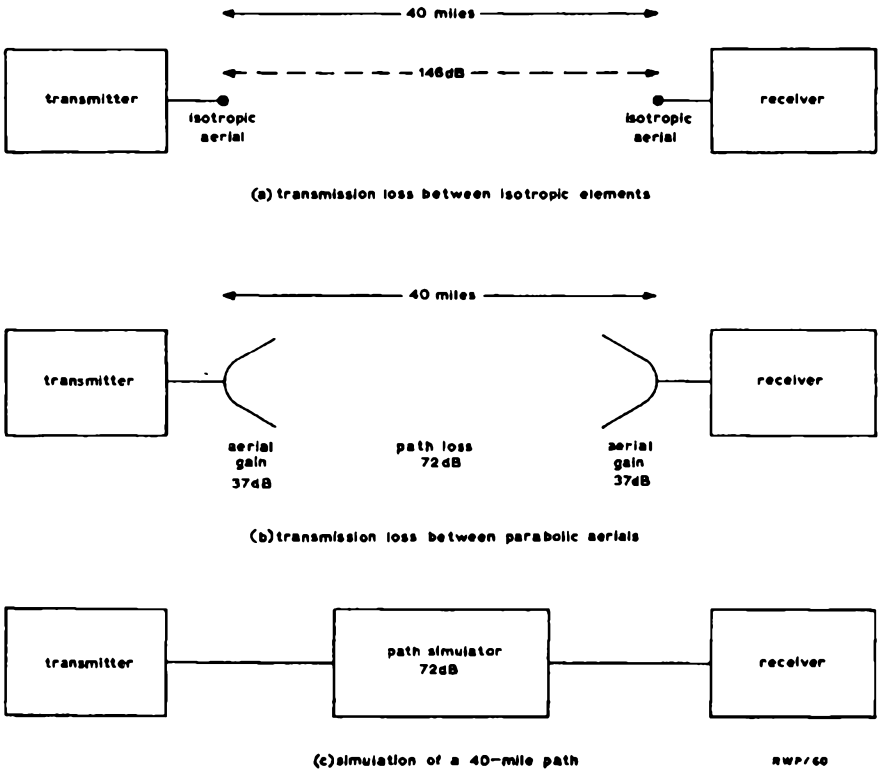 40 miles
146dB
transmitter
isotropic
aerial
isotropic
aerial
receiver
(a) transmission loss between isotropic elements
40 miles
transmitter
receiver
aerial
gain
37dB
path loss
72dB
aerial
gain
37dB
(b) transmission loss between parabolic aerials
transmitter
path simulator
72dB
receiver
(c) simulation of a 40-mile path
RWP/60